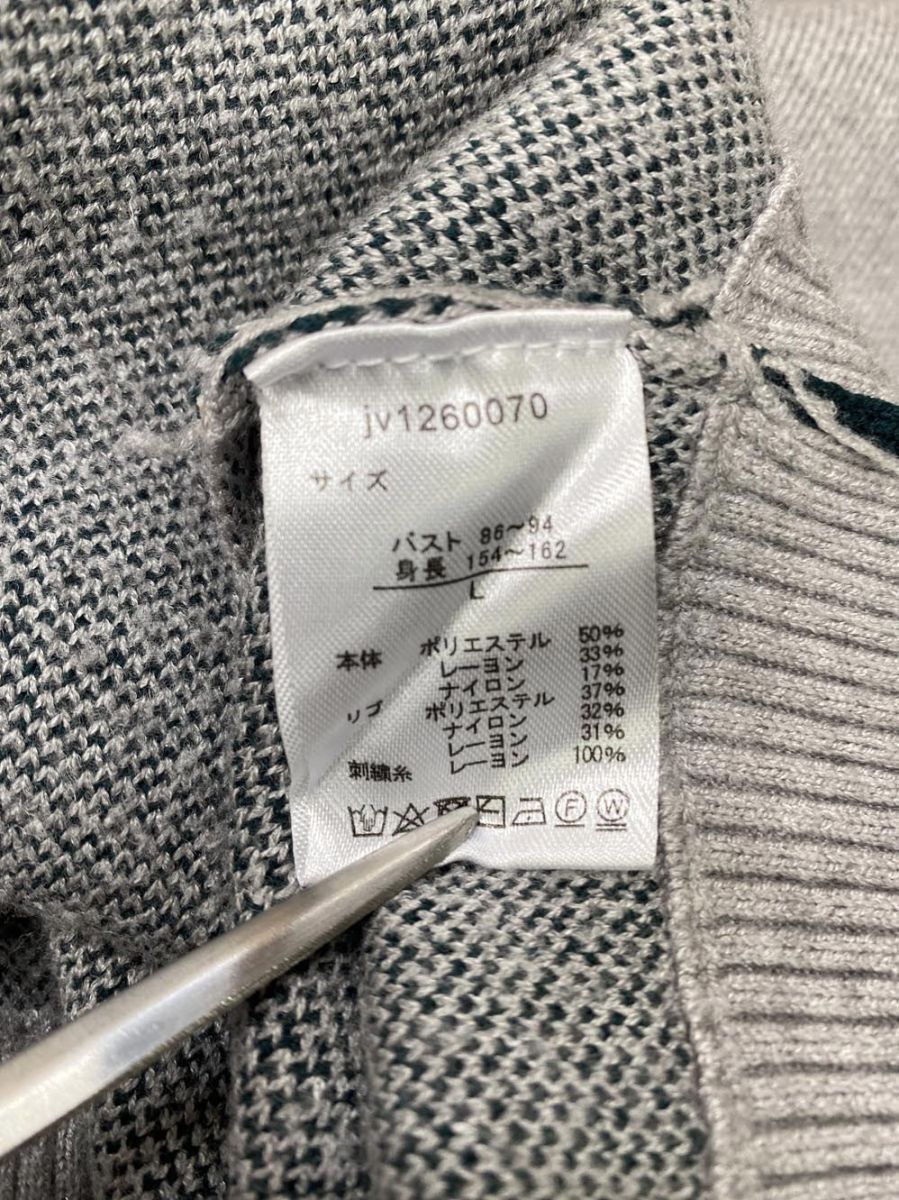 jv1260070
サイズ
バスト 86～94
身長 154～162
L
本体 ポリエステル 50%
レーヨン 33%
ナイロン 17%
リブ ポリエステル 37%
ナイロン 32%
レーヨン 31%
刺繍糸 レーヨン 100%
F W